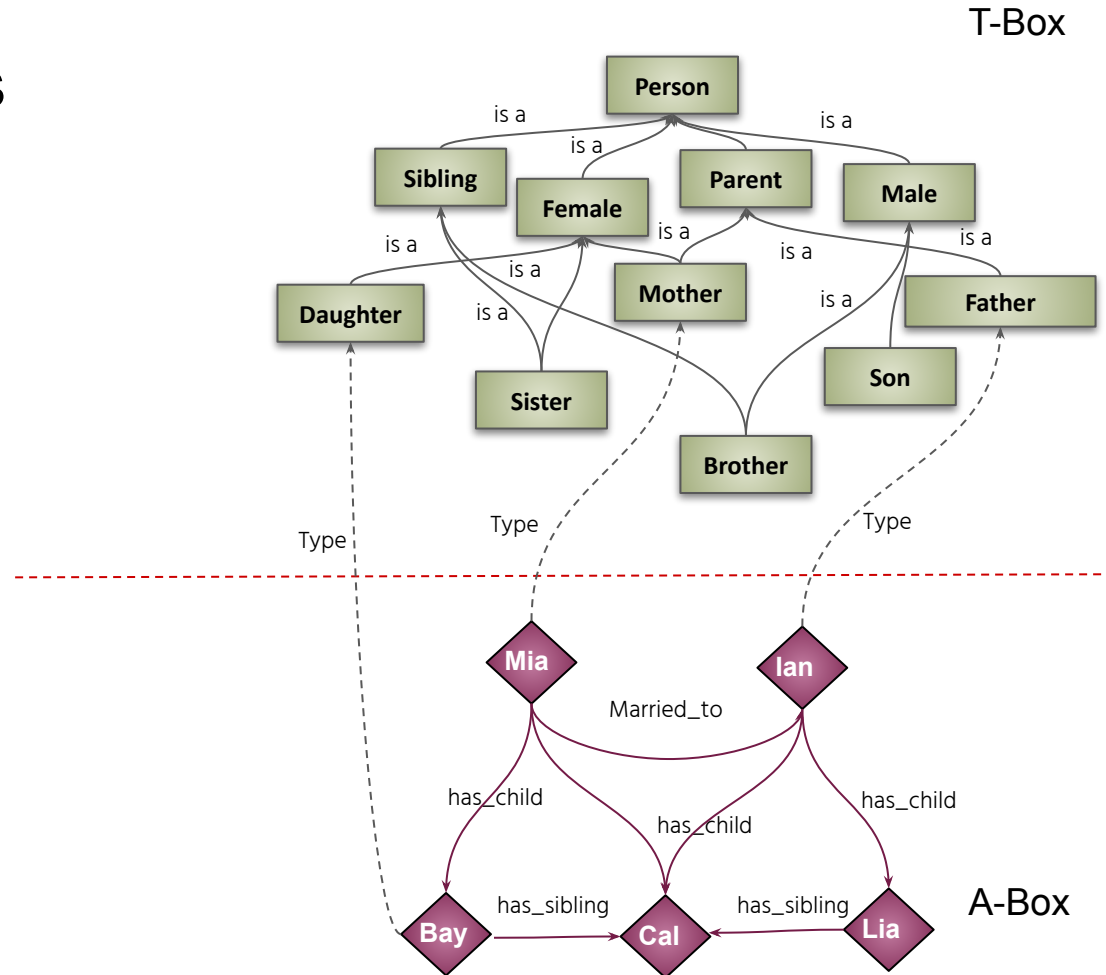 T-Box
s
Person
is a
is a
is a
Sibling
Female
Parent
Male
is a
is a
is a
is a
is a
Daughter
Mother
is a
is a
Father
Son
Sister
Brother
Type
Type
Type
Mia
Ian
Married_to
has_child
has_child
has_child
has_sibling
has_sibling
A-Box
Bay
Cal
Lia